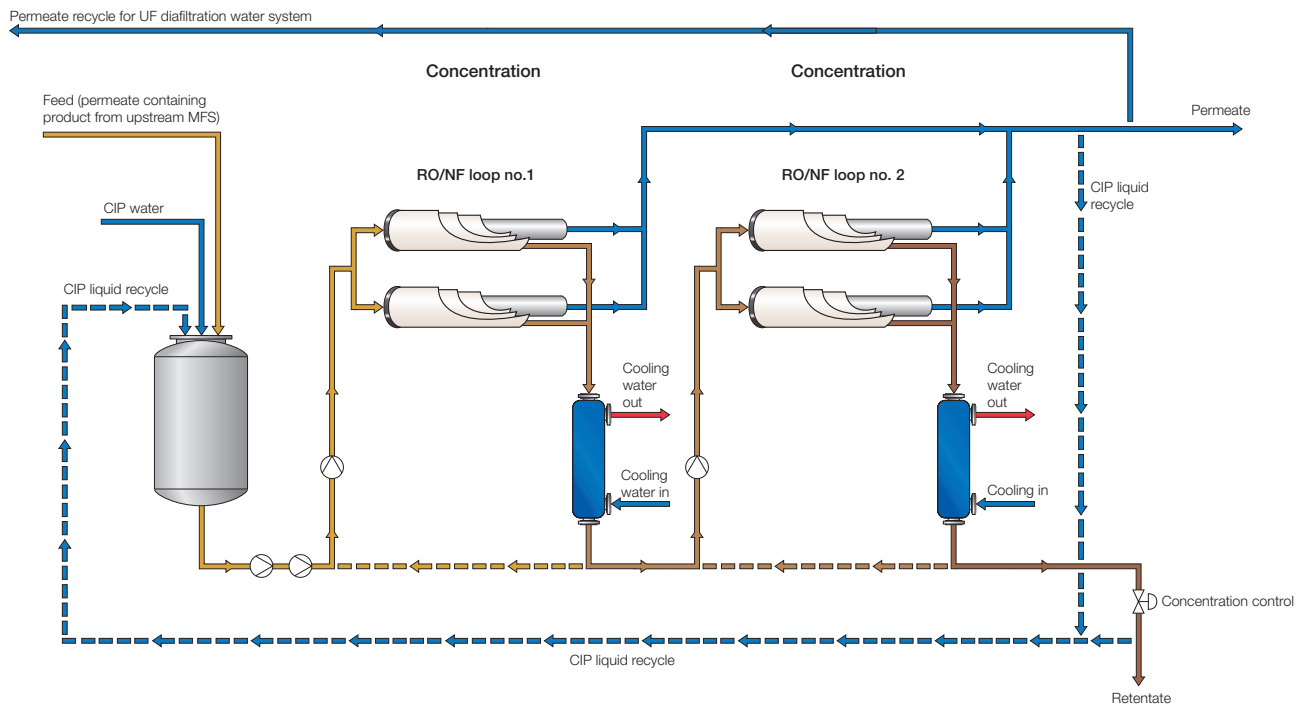 Permeate recycle for UF diafiltration water system
Concentration
Concentration
Feed (permeate containing
product from upstream MFS)
Permeate
RO/NF loop no.1
RO/NF loop no. 2
CIP liquid
recycle
CIP water
CIP liquid recycle
Cooling
water
out
Cooling
water
out
Cooling
water in
Cooling in
Concentration control
CIP liquid recycle
Retentate